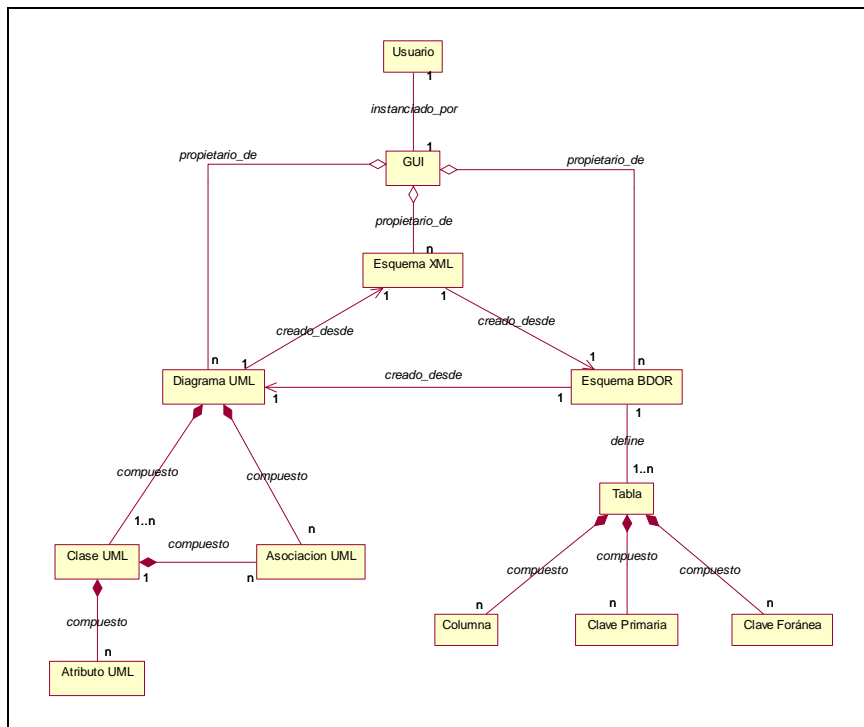 Usuario
1
instanciado_por
1
propietario_de
GUI
propietario_de
propietario_de
n
Esquema XML
1
1
creado_desde
creado_desde
n
1
1
n
Diagrama UML
creado_desde
Esquema BDOR
1
1
1
define
compuesto
compuesto
1..n
Tabla
1..n
n
Clase UML
compuesto
Asociacion UML
1
n
compuesto
compuesto
compuesto
compuesto
n
n
n
n
Columna
Clave Primaria
Clave Foránea
Atributo UML